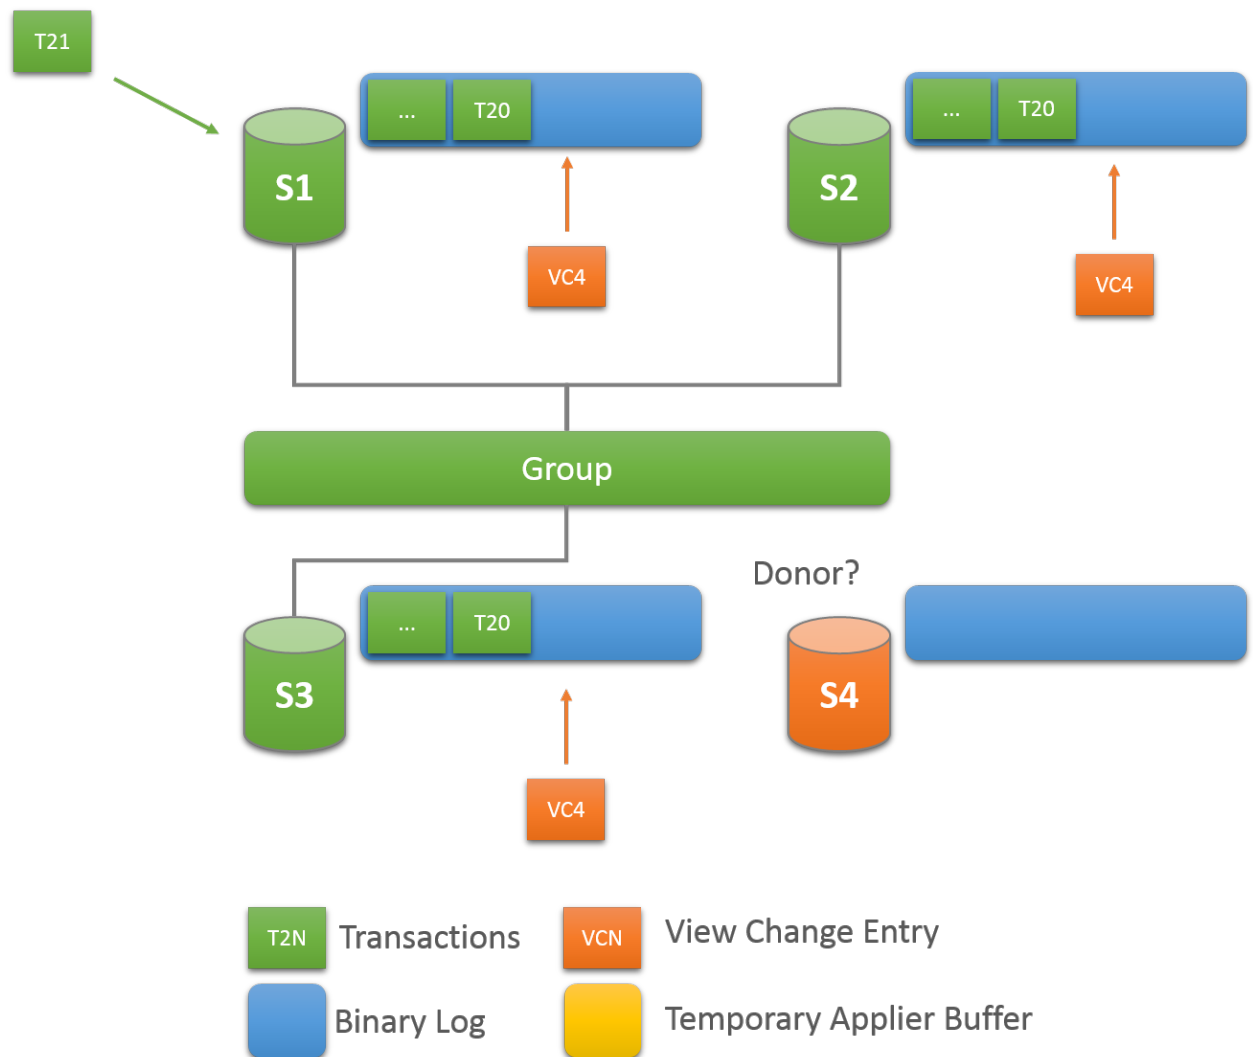 T21
... T20
... T20
S1
S2
VC4
VC4
Group
Donor?
... T20
S3
S4
VC4
T2N Transactions
VCN View Change Entry
Binary Log
Temporary Applier Buffer